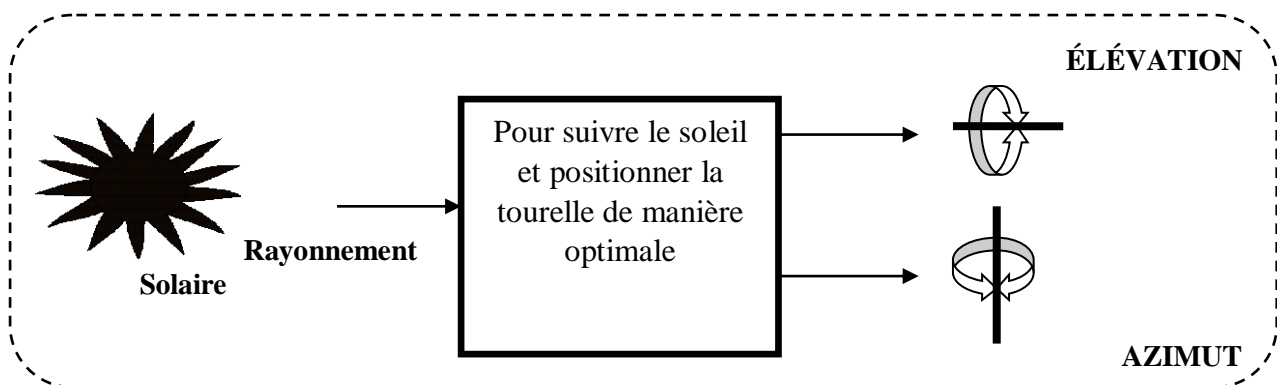 ÉLÉVATION
Pour suivre le soleil
et positionner la
tourelle de manière
optimale
Rayonnement
Solaire
AZIMUT